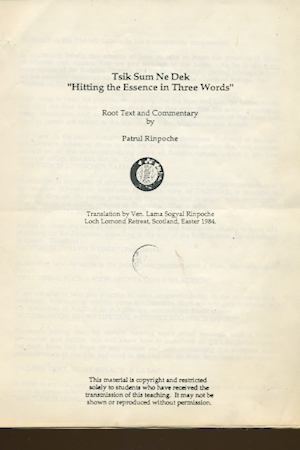 Tsik Sum Ne Dek
"Hitting the Essence in Three Words"
Root Text and Commentary
by
Patrul Rinpoche
Translation by Ven. Lama Sogyal Rinpoche
Loch Lomond Retreat, Scotland, Easter 1984.
This material is copyright and restricted
solely to students who have received the
transmission of this teaching. It may not be
shown or reproduced without permission.